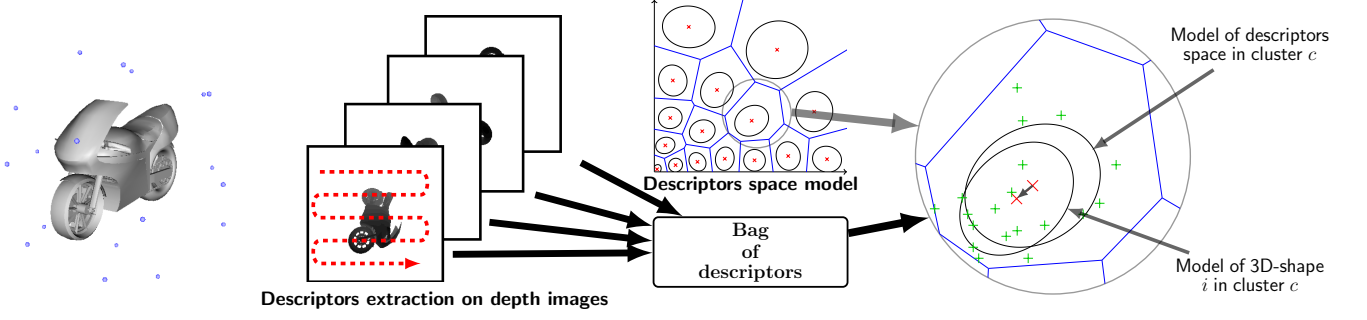 Descriptors extraction on depth images
Descriptors space model
Bag
of
descriptors
Model of descriptors
space in cluster c
Model of 3D-shape
i in cluster c